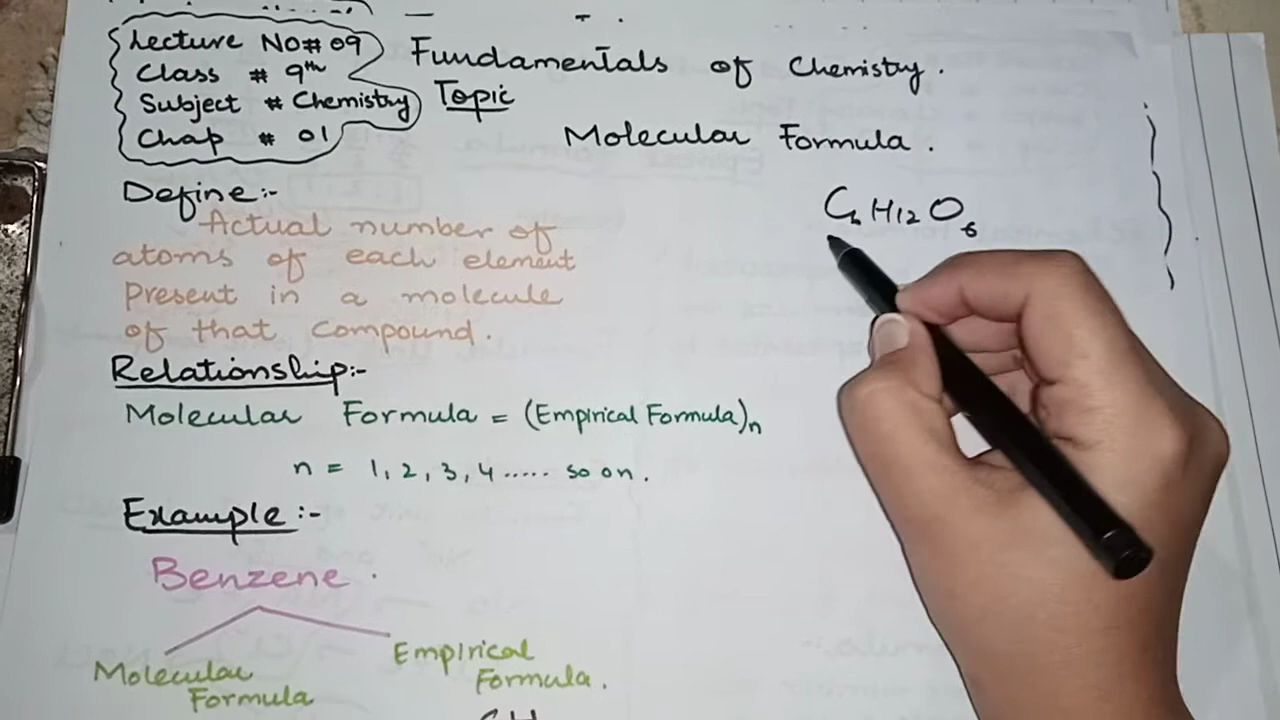 Lecture NO# 09
Class # 9th
Subject # Chemistry
Chap # 01
Fundamentals of Chemistry.
Topic
Molecular Formula.
C6H12O6
Define:-
Actual number of
atoms of each element
Present in a molecule
of that compound.
Relationship:-
Molecular Formula = (Empirical Formula)n
n = 1, 2, 3, 4 ..... so on.
Example:-
Benzene.
Molecular
Formula
Empirical
Formula.
CH